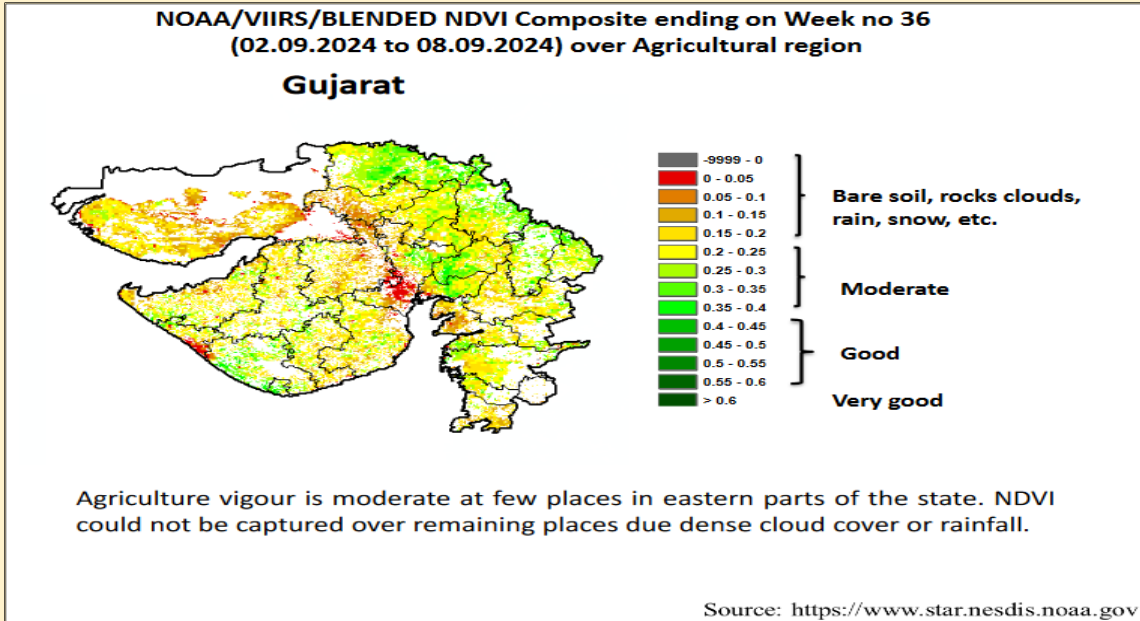 NOAA/VIIRS/BLENDED NDVI Composite ending on Week no 36
(02.09.2024 to 08.09.2024) over Agricultural region
Gujarat
-9999 - 0
0 - 0.05
0.05 - 0.1
0.1 - 0.15
0.15 - 0.2
0.2 - 0.25
0.25 - 0.3
0.3 - 0.35
0.35 - 0.4
0.4 - 0.45
0.45 - 0.5
0.5 - 0.55
0.55 - 0.6
> 0.6
Bare soil, rocks clouds,
rain, snow, etc.
Moderate
Good
Very good
Agriculture vigour is moderate at few places in eastern parts of the state. NDVI
could not be captured over remaining places due dense cloud cover or rainfall.
Source: https://www.star.nesdis.noaa.gov